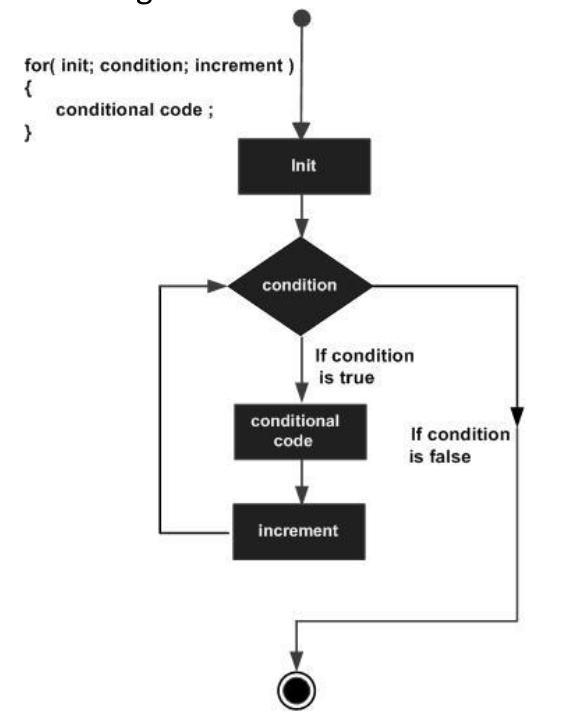 for( init; condition; increment )
{
conditional code ;
}
Init
condition
If condition
is true
conditional
code
If condition
is false
increment